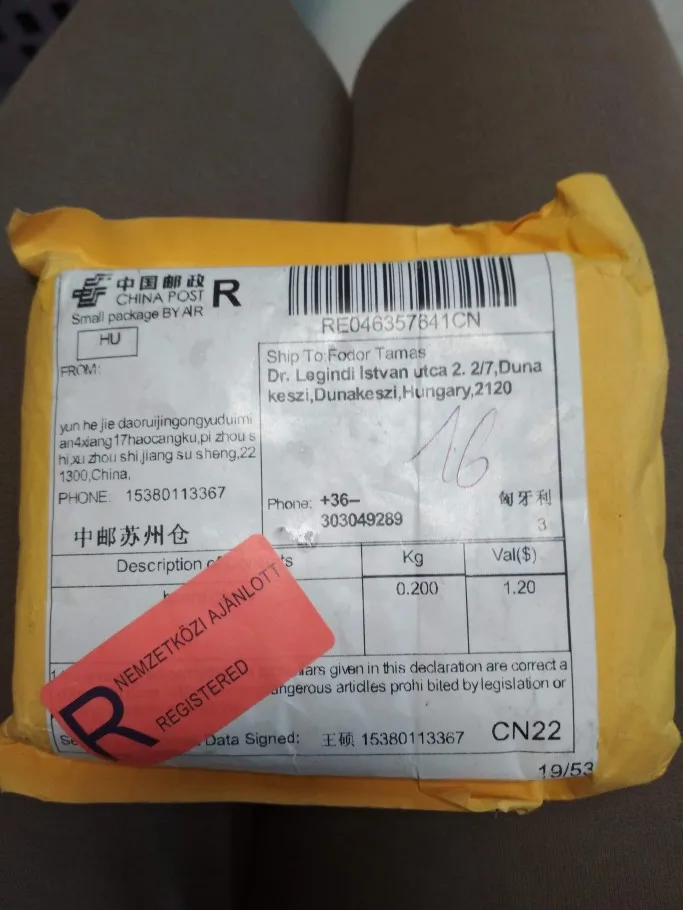 中国邮政
CHINA POST
R
Small package BY AIR
HU
RE046357641CN
FROM:
yun he jie daoruijingongyuduimi
an4xiang17haocangku,pi zhou s
hi,xu zhou shi,jiang su sheng,22
1300,China,
PHONE: 15380113367
中邮苏州仓
Ship To:Fodor Tamas
Dr. Legindi Istvan utca 2. 2/7,Duna
keszi,Dunakeszi,Hungary,2120
16
Phone: +36–
303049289
匈牙利
3
Description
Kg
Val($)
0.200
1.20
NEMZETKÖZI AJÁNLOTT
R
REGISTERED
given in this declaration are correct a
articlles prohi bited by legislation or
Data Signed: 王硕 15380113367
CN22
19/53